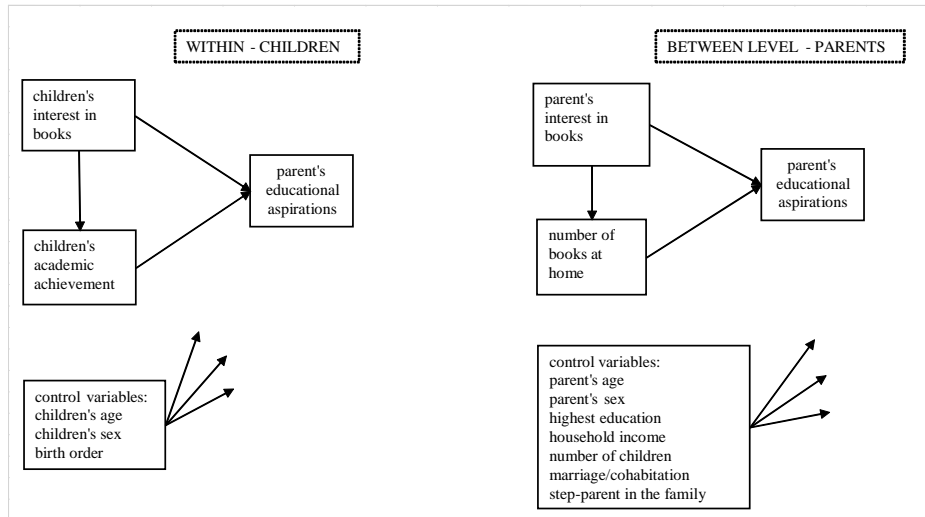 WITHIN - CHILDREN
children's
interest in
books
parent's
educational
aspirations
children's
academic
achievement
control variables:
children's age
children's sex
birth order
BETWEEN LEVEL - PARENTS
parent's
interest in
books
parent's
educational
aspirations
number of
books at
home
control variables:
parent's age
parent's sex
highest education
household income
number of children
marriage/cohabitation
step-parent in the family